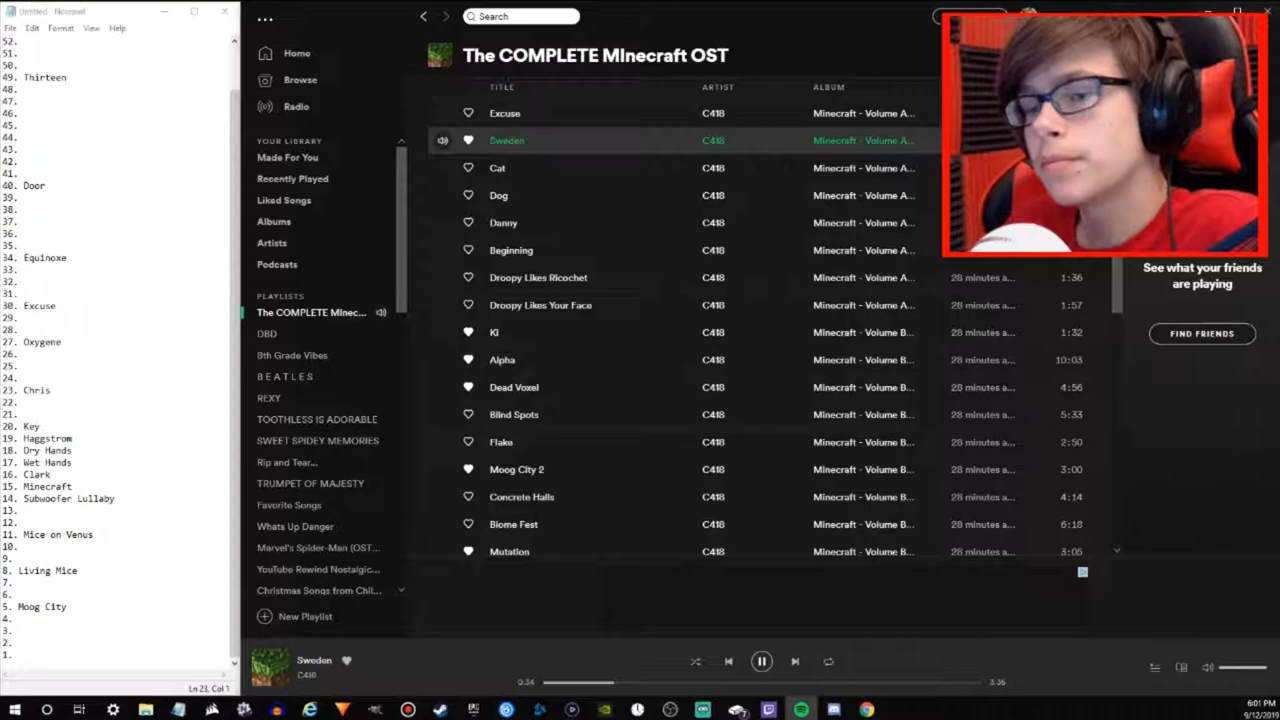 Untitled - Notepad
File Edit Format View Help
52.
51.
50.
49. Thirteen
48.
47.
46.
45.
44.
43.
42.
41.
40. Door
39.
38.
37.
36.
35.
34. Equinoxe
33.
32.
31.
30. Excuse
29.
28.
27. Oxygene
26.
25.
24.
23. Chris
22.
21.
20. Key
19. Haggstrom
18. Dry Hands
17. Wet Hands
16. Clark
15. Minecraft
14. Subwoofer Lullaby
13.
12.
11. Mice on Venus
10.
9.
8. Living Mice
7.
6.
5. Moog City
4.
3.
2.
1.
Ln 23, Col 1
Search
Home
Browse
Radio
YOUR LIBRARY
Made For You
Recently Played
Liked Songs
Albums
Artists
Podcasts
PLAYLISTS
The COMPLETE MInec...
DBD
8th Grade Vibes
B E A T L E S
REXY
TOOTHLESS IS ADORABLE
SWEET SPIDEY MEMORIES
Rip and Tear...
TRUMPET OF MAJESTY
Favorite Songs
Whats Up Danger
Marvel's Spider-Man (OST...
YouTube Rewind Nostalgic...
Christmas Songs from Chil...
New Playlist
The COMPLETE MInecraft OST
TITLE ARTIST ALBUM
Excuse C418 Minecraft - Volume A...
Sweden C418 Minecraft - Volume A...
Cat C418 Minecraft - Volume A...
Dog C418 Minecraft - Volume A...
Danny C418 Minecraft - Volume A...
Beginning C418 Minecraft - Volume A...
Droopy Likes Ricochet C418 Minecraft - Volume A... 28 minutes a... 1:36
Droopy Likes Your Face C418 Minecraft - Volume A... 28 minutes a... 1:57
Ki C418 Minecraft - Volume B... 28 minutes a... 1:32
Alpha C418 Minecraft - Volume B... 28 minutes a... 10:03
Dead Voxel C418 Minecraft - Volume B... 28 minutes a... 4:56
Blind Spots C418 Minecraft - Volume B... 28 minutes a... 5:33
Flake C418 Minecraft - Volume B... 28 minutes a... 2:50
Moog City 2 C418 Minecraft - Volume B... 28 minutes a... 3:00
Concrete Halls C418 Minecraft - Volume B... 28 minutes a... 4:14
Biome Fest C418 Minecraft - Volume B... 28 minutes a... 6:18
Mutation C418 Minecraft - Volume B... 28 minutes a... 3:05
See what your friends
are playing
FIND FRIENDS
Sweden
C418
0:34
3:36
6:01 PM
9/12/2019